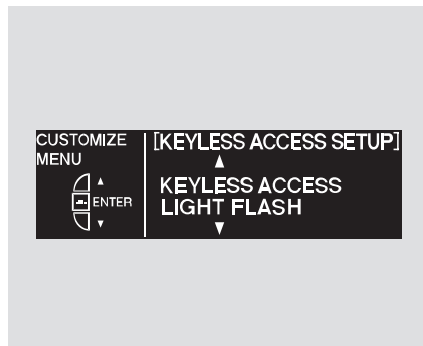 CUSTOMIZE
MENU
ENTER
[KEYLESS ACCESS SETUP]
KEYLESS ACCESS
LIGHT FLASH